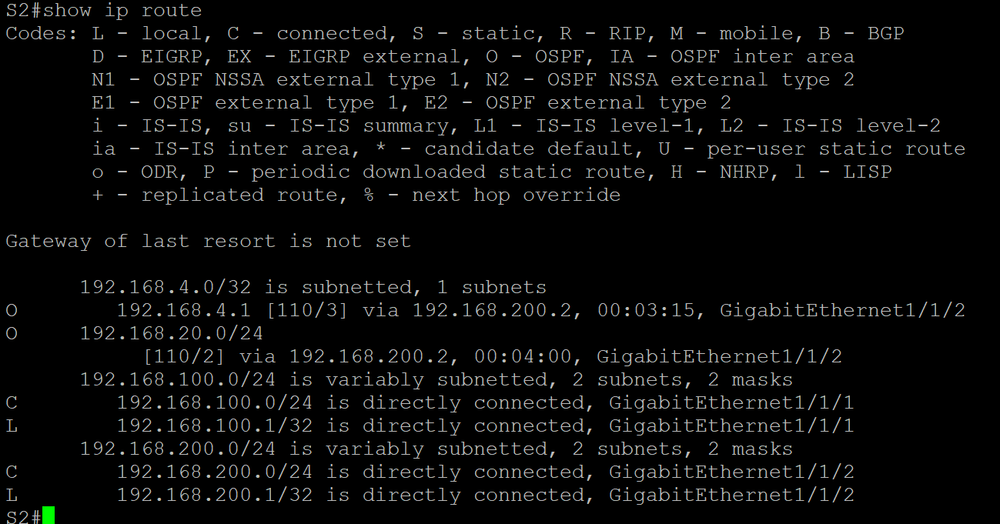 S2#show ip route
Codes: L - local, C - connected, S - static, R - RIP, M - mobile, B - BGP
D - EIGRP, EX - EIGRP external, O - OSPF, IA - OSPF inter area
N1 - OSPF NSSA external type 1, N2 - OSPF NSSA external type 2
E1 - OSPF external type 1, E2 - OSPF external type 2
i - IS-IS, su - IS-IS summary, L1 - IS-IS level-1, L2 - IS-IS level-2
ia - IS-IS inter area, * - candidate default, U - per-user static route
o - ODR, P - periodic downloaded static route, H - NHRP, l - LISP
+ - replicated route, % - next hop override
Gateway of last resort is not set
192.168.4.0/32 is subnetted, 1 subnets
O 192.168.4.1 [110/3] via 192.168.200.2, 00:03:15, GigabitEthernet1/1/2
O 192.168.20.0/24
[110/2] via 192.168.200.2, 00:04:00, GigabitEthernet1/1/2
192.168.100.0/24 is variably subnetted, 2 subnets, 2 masks
C 192.168.100.0/24 is directly connected, GigabitEthernet1/1/1
L 192.168.100.1/32 is directly connected, GigabitEthernet1/1/1
192.168.200.0/24 is variably subnetted, 2 subnets, 2 masks
C 192.168.200.0/24 is directly connected, GigabitEthernet1/1/2
L 192.168.200.1/32 is directly connected, GigabitEthernet1/1/2
S2#